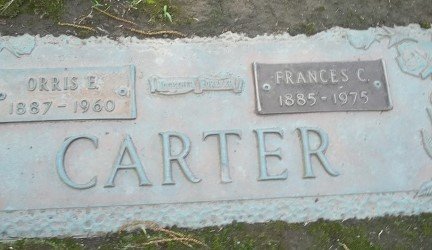 ORRIS E.
1887 - 1960
FRANCES C.
1885 - 1975
CARTER